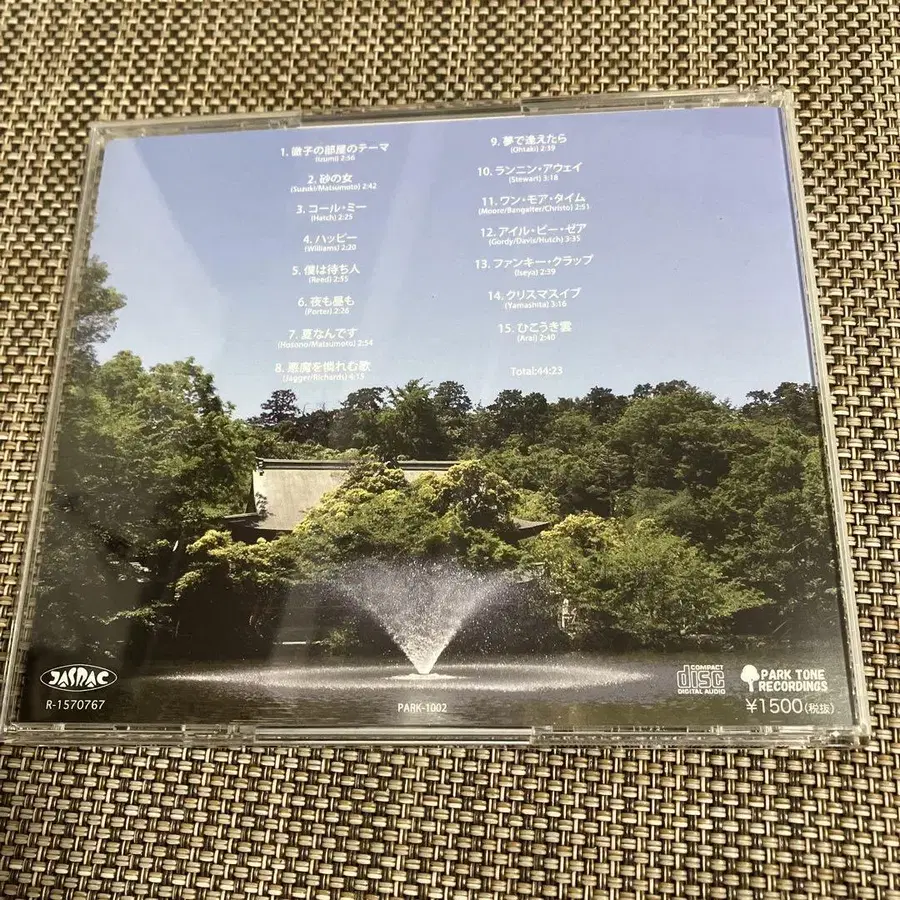 1. 徹子の部屋のテーマ
(Izumi) 2:56
2. 砂の女
(Suzuki/Matsumoto) 2:42
3. コール・ミー
(Hatch) 2:25
4. ハッピー
(Williams) 2:20
5. 僕は待ち人
(Reed) 2:55
6. 夜も昼も
(Porter) 2:26
7. 夏なんです
(Hosono/Matsumoto) 2:54
8. 悪魔を憐れむ歌
(Jagger/Richards) 4:15
9. 夢で逢えたら
(Ohtaki) 2:39
10. ランニン・アウェイ
(Stewart) 3:18
11. ワン・モア・タイム
(Moore/Bangalter/Christo) 2:51
12. アイル・ビー・ゼア
(Gordy/Davis/Hutch) 3:35
13. ファンキー・クラップ
(Iseya) 2:39
14. クリスマスイブ
(Yamashita) 3:16
15. ひこうき雲
(Arai) 2:40
Total:44:23
JASRAC
R-1570767
PARK-1002
COMPACT
disc
DIGITAL AUDIO
PARK TONE
RECORDINGS
¥1500(税抜)